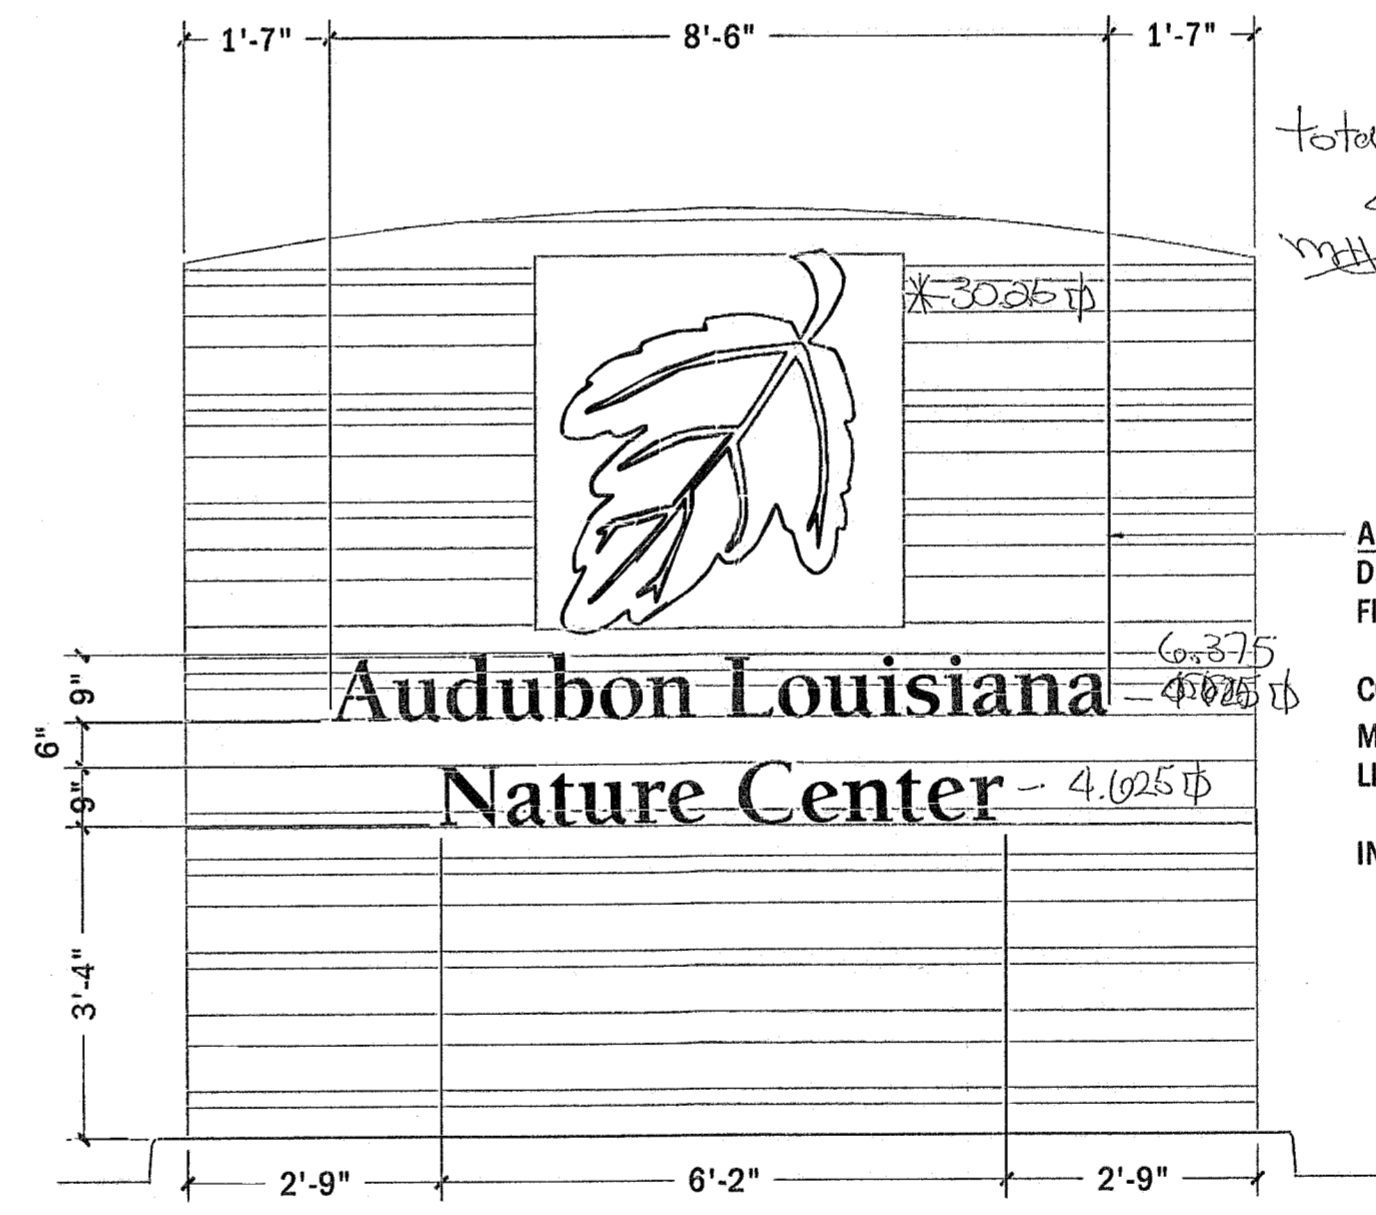 1'-7" 8'-6" 1'-7"
30.25
A
D
6.375
9"
Audubon Louisiana
6"
9"
Nature Center - 4.625
3'-4"
2'-9" 6'-2" 2'-9"